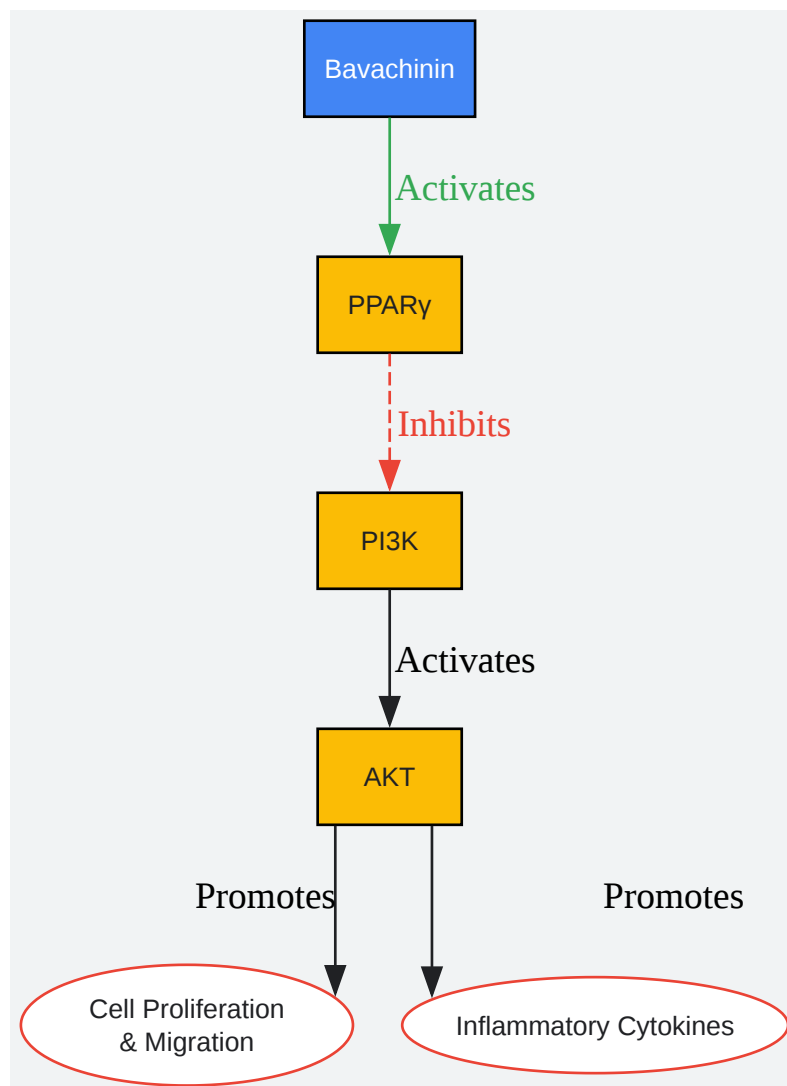 Bavachinin
Activates
PPARγ
Inhibits
PI3K
Activates
AKT
Promotes
Promotes
Cell Proliferation
& Migration
Inflammatory Cytokines